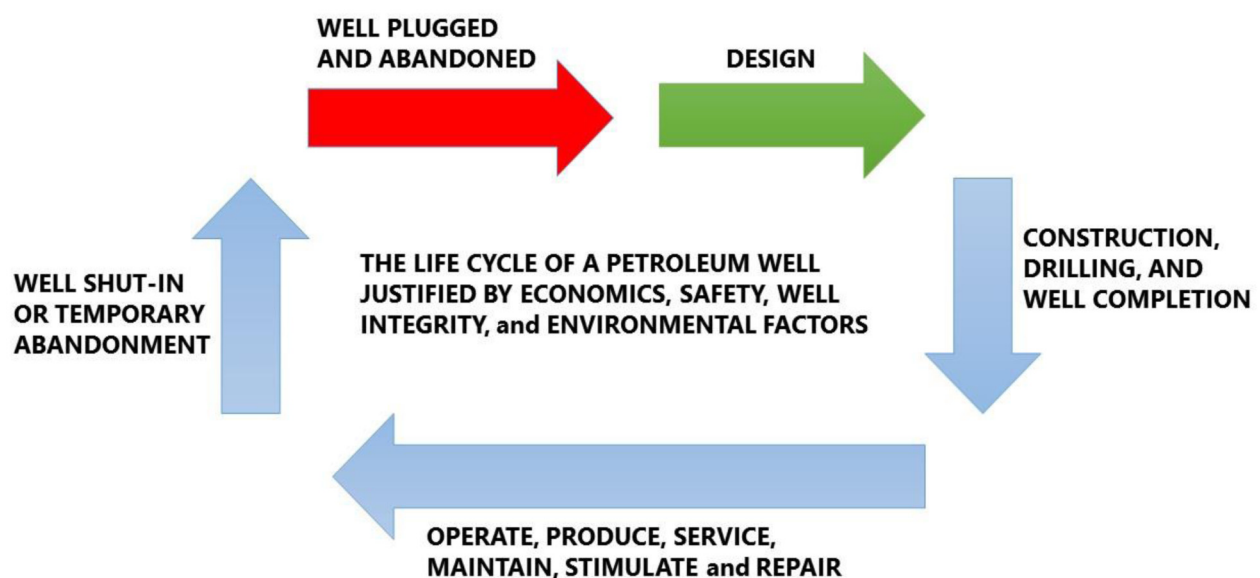 WELL PLUGGED
AND ABANDONED
DESIGN
CONSTRUCTION,
DRILLING, AND
WELL COMPLETION
THE LIFE CYCLE OF A PETROLEUM WELL
JUSTIFIED BY ECONOMICS, SAFETY, WELL
INTEGRITY, and ENVIRONMENTAL FACTORS
WELL SHUT-IN
OR TEMPORARY
ABANDONMENT
OPERATE, PRODUCE, SERVICE,
MAINTAIN, STIMULATE and REPAIR